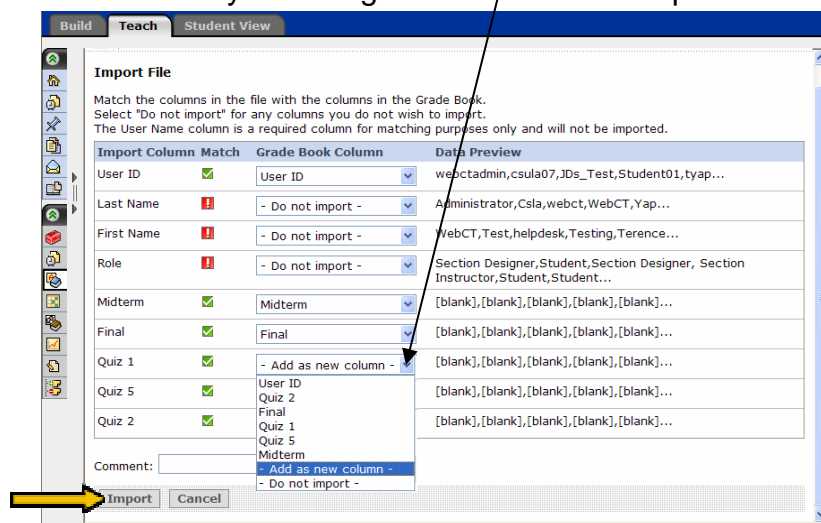 Build Teach Student View
Import File
Match the columns in the file with the columns in the Grade Book.
Select "Do not import" for any columns you do not wish to import.
The User Name column is a required column for matching purposes only and will not be imported.
Import Column Match Grade Book Column Data Preview
User ID User ID webctadmin,csula07,JDs_Test,Student01,tyap...
Last Name - Do not import - Administrator,Csla,webct,WebCT,Yap...
First Name - Do not import - WebCT,Test,helpdesk,Testing,Terence...
Role - Do not import - Section Designer,Student,Section Designer, Section
Instructor,Student,Student...
Midterm Midterm [blank],[blank],[blank],[blank],[blank]...
Final Final [blank],[blank],[blank],[blank],[blank]...
Quiz 1 - Add as new column - [blank],[blank],[blank],[blank],[blank]...
Quiz 5 [blank],[blank],[blank],[blank],[blank]...
Quiz 2 [blank],[blank],[blank],[blank],[blank]...
User ID
Quiz 2
Final
Quiz 1
Quiz 5
Midterm
- Add as new column -
- Do not import -
Comment:
Import Cancel